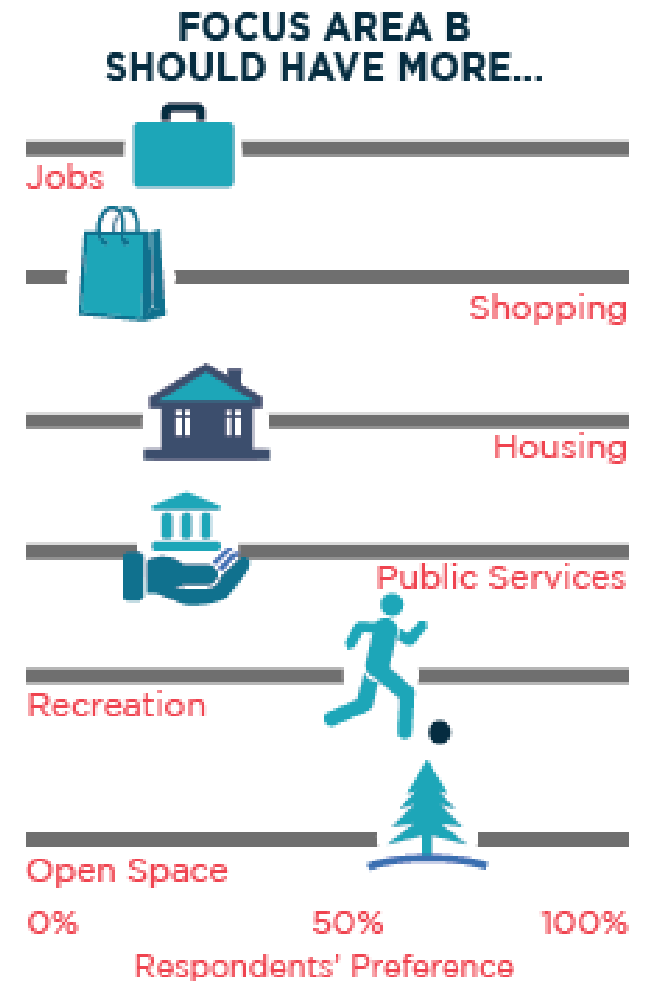 FOCUS AREA B
SHOULD HAVE MORE...
Jobs
Shopping
Housing
Public Services
Recreation
Open Space
0% 50% 100%
Respondents' Preference